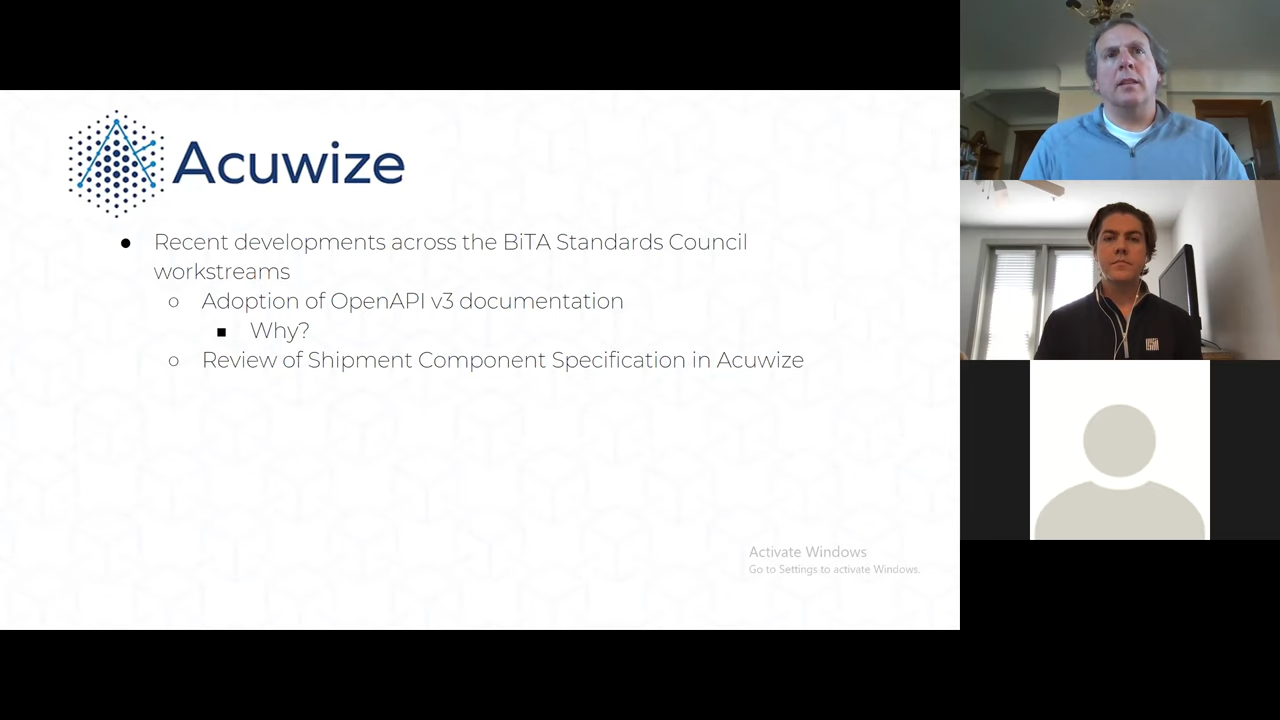 Acuwize
● Recent developments across the BiTA Standards Council
workstreams
○ Adoption of OpenAPI v3 documentation
■ Why?
○ Review of Shipment Component Specification in Acuwize
Activate Windows
Go to Settings to activate Windows.